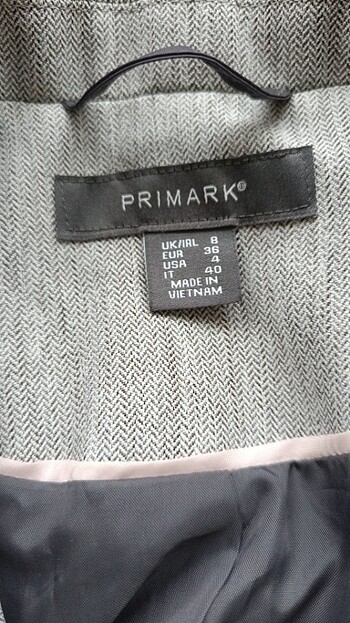 PRIMARK®
UK/IRL 8
EUR 36
USA 4
IT 40
MADE IN
VIETNAM